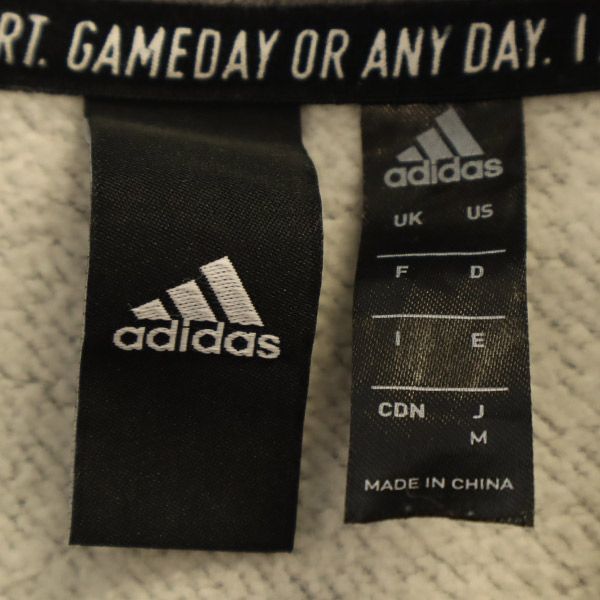 RT. GAMEDAY OR ANY DAY. I
adidas
adidas
UK US
F D
I E
CDN J
M
MADE IN CHINA